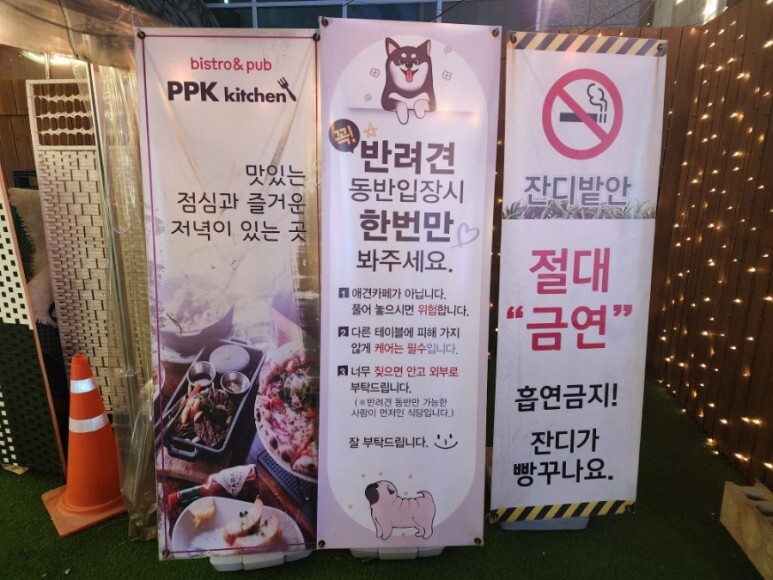 bistro & pub
PPK kitchen
맛있는
점심과 즐거운
저녁이 있는 곳
꼭!
반려견
동반입장시
한번만
봐주세요.
1 애견카페가 아닙니다.
풀어 놓으시면 위험합니다.
2 다른 테이블에 피해 가지
않게 케어는 필수입니다.
3 너무 짖으면 안고 외부로
부탁드립니다.
(※반려견 동반만 가능한
사람이 먼저인 식당입니다.)
잘 부탁드립니다.
잔디밭안
절대
“금연”
흡연금지!
잔디가
빵꾸나요.